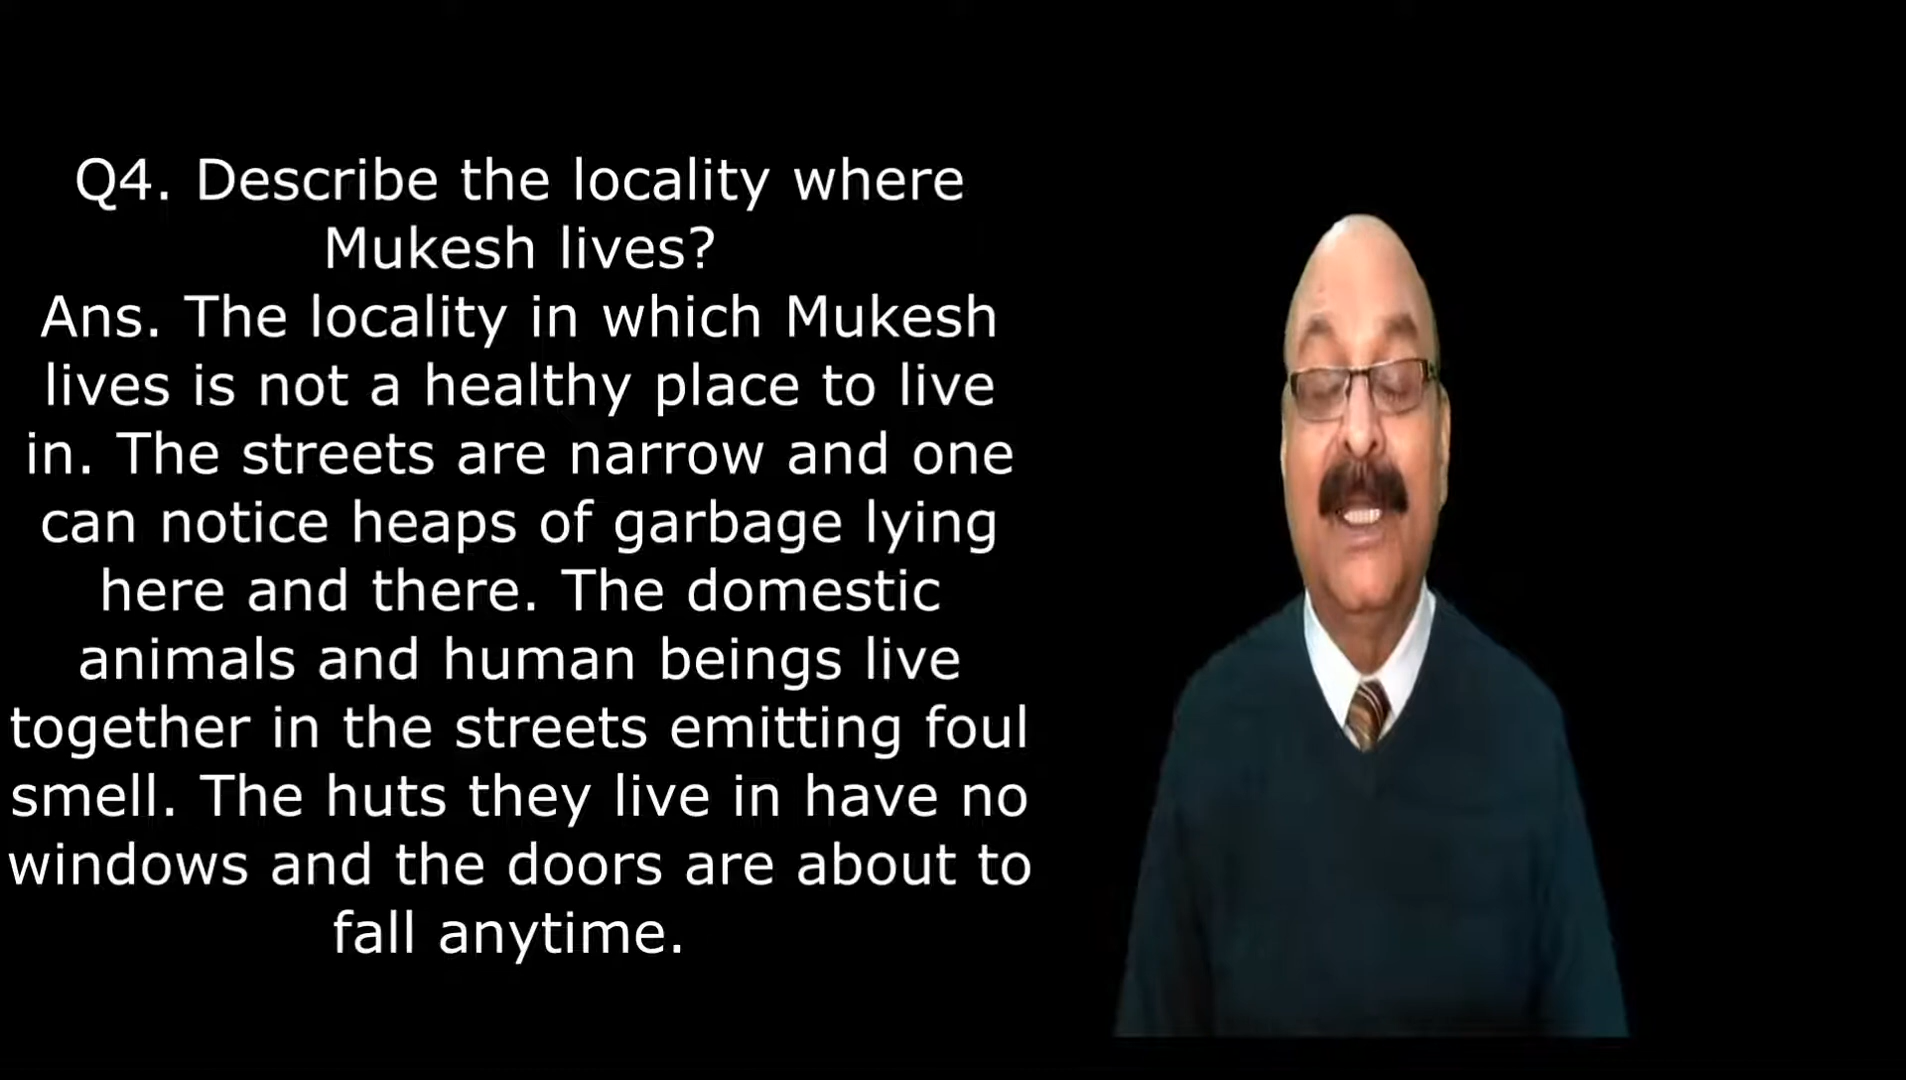 Q4. Describe the locality where
Mukesh lives?
Ans. The locality in which Mukesh
lives is not a healthy place to live
in. The streets are narrow and one
can notice heaps of garbage lying
here and there. The domestic
animals and human beings live
together in the streets emitting foul
smell. The huts they live in have no
windows and the doors are about to
fall anytime.